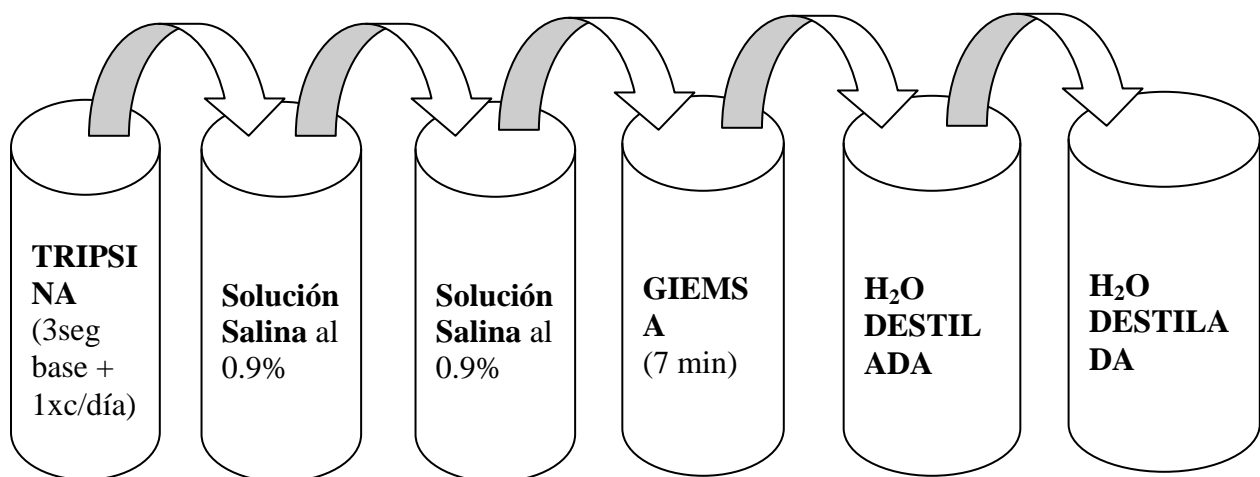 TRIPSI
NA
(3seg
base +
1xc/día)
Solución
Salina al
0.9%
Solución
Salina al
0.9%
GIEMS
A
(7 min)
H₂O
DESTIL
ADA
H₂O
DESTILA
DA